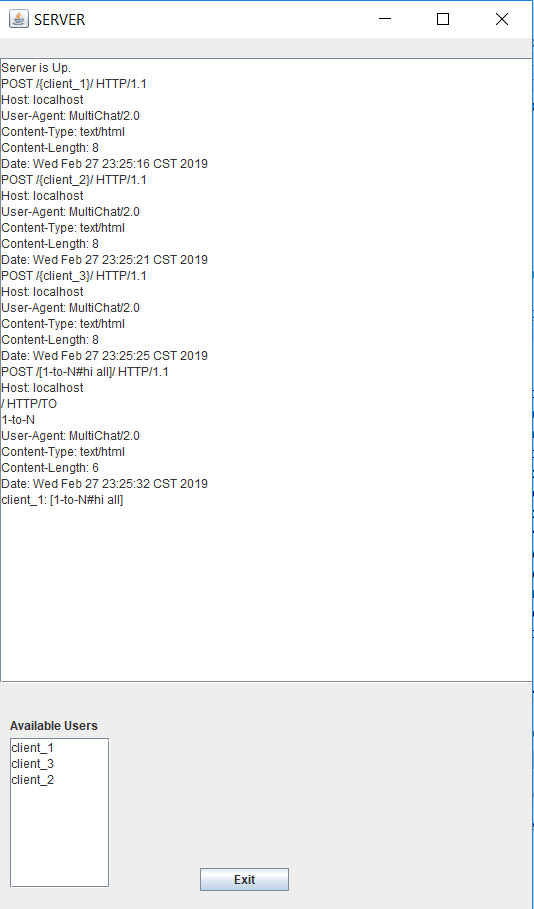 SERVER
Server is Up.
POST /{client_1}/ HTTP/1.1
Host: localhost
User-Agent: MultiChat/2.0
Content-Type: text/html
Content-Length: 8
Date: Wed Feb 27 23:25:16 CST 2019
POST /{client_2}/ HTTP/1.1
Host: localhost
User-Agent: MultiChat/2.0
Content-Type: text/html
Content-Length: 8
Date: Wed Feb 27 23:25:21 CST 2019
POST /{client_3}/ HTTP/1.1
Host: localhost
User-Agent: MultiChat/2.0
Content-Type: text/html
Content-Length: 8
Date: Wed Feb 27 23:25:25 CST 2019
POST /[1-to-N#hi all]/ HTTP/1.1
Host: localhost
/ HTTP/TO
1-to-N
User-Agent: MultiChat/2.0
Content-Type: text/html
Content-Length: 6
Date: Wed Feb 27 23:25:32 CST 2019
client_1: [1-to-N#hi all]
Available Users
client_1
client_3
client_2
Exit